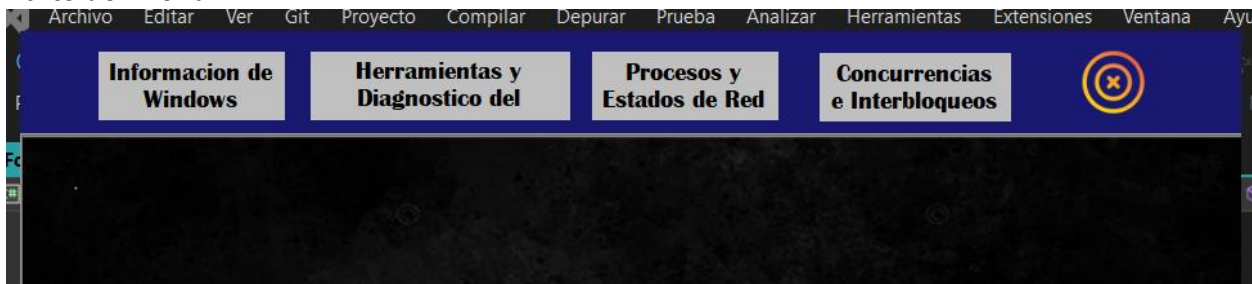 Archivo Editar Ver Git Proyecto Compilar Depurar Prueba Analizar Herramientas Extensiones Ventana
Informacion de
Windows
Herramientas y
Diagnostico del
Procesos y
Estados de Red
Concurrencias
e Interbloqueos